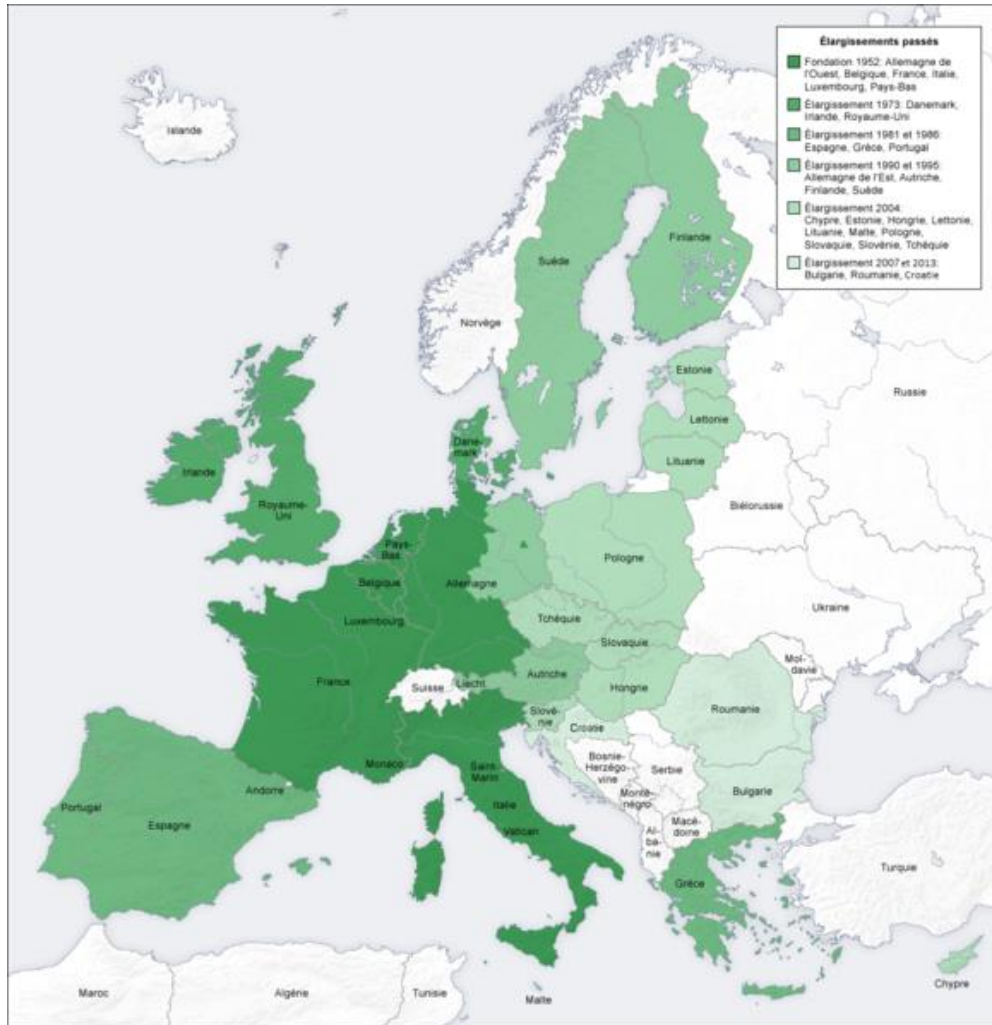 Élargissements passés
Fondation 1952: Allemagne de
l'Ouest, Belgique, France, Italie,
Luxembourg, Pays-Bas
Élargissement 1973: Danemark,
Irlande, Royaume-Uni
Élargissement 1981 et 1986:
Espagne, Grèce, Portugal
Élargissement 1990 et 1995:
Allemagne de l'Est, Autriche,
Finlande, Suède
Élargissement 2004:
Chypre, Estonie, Hongrie, Lettonie,
Lituanie, Malte, Pologne,
Slovaquie, Slovénie, Tchéquie
Élargissement 2007 et 2013:
Bulgarie, Roumanie, Croatie
Islande
Finlande
Suède
Norvège
Estonie
Russie
Lettonie
Dane-
mark
Lituanie
Irlande
Royaume-
Uni
Biélorussie
Pays-
Bas
Pologne
Belgique
Allemagne
Ukraine
Luxembourg
Tchéquie
Slovaquie
Mol-
davie
France
Suisse
Liecht
Autriche
Hongrie
Roumanie
Slové-
nie
Croatie
Monaco
Saint-
Marin
Bosnie-
Herzégo-
vine
Serbie
Andorre
Bulgarie
Portugal
Italie
Monté-
négro
Espagne
Vatican
Macé-
doine
Al-
ba-
nie
Turquie
Grèce
Chypre
Maroc
Algérie
Tunisie
Malte